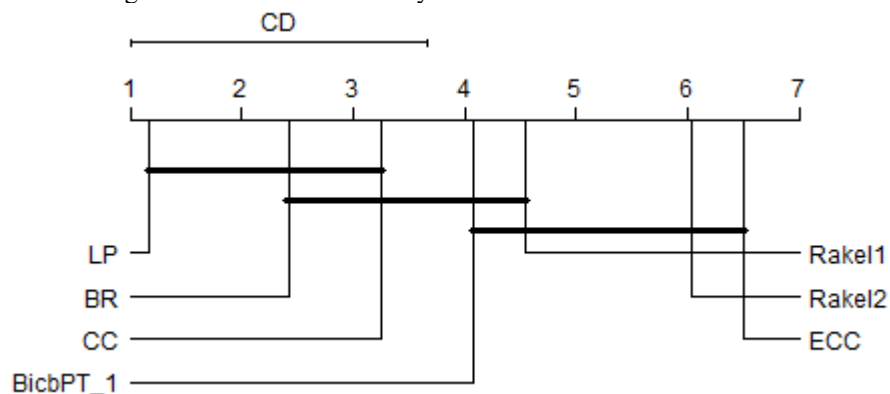 CD
1 2 3 4 5 6 7
LP Rakel1
BR Rakel2
CC ECC
BicbPT_1